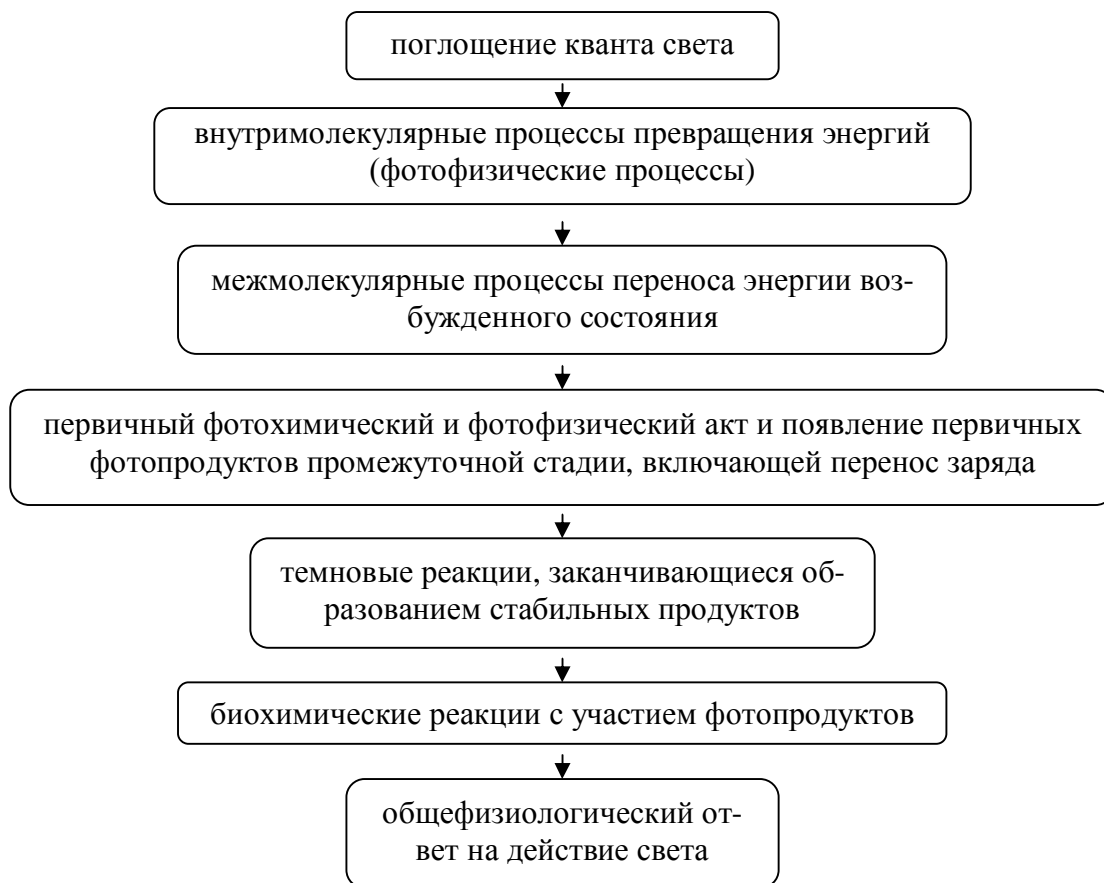 поглощение кванта света
внутримолекулярные процессы превращения энергий
(фотофизические процессы)
межмолекулярные процессы переноса энергии воз-
бужденного состояния
первичный фотохимический и фотофизический акт и появление первичных
фотопродуктов промежуточной стадии, включающей перенос заряда
темновые реакции, заканчивающиеся об-
разованием стабильных продуктов
биохимические реакции с участием фотопродуктов
общефизиологический от-
вет на действие света